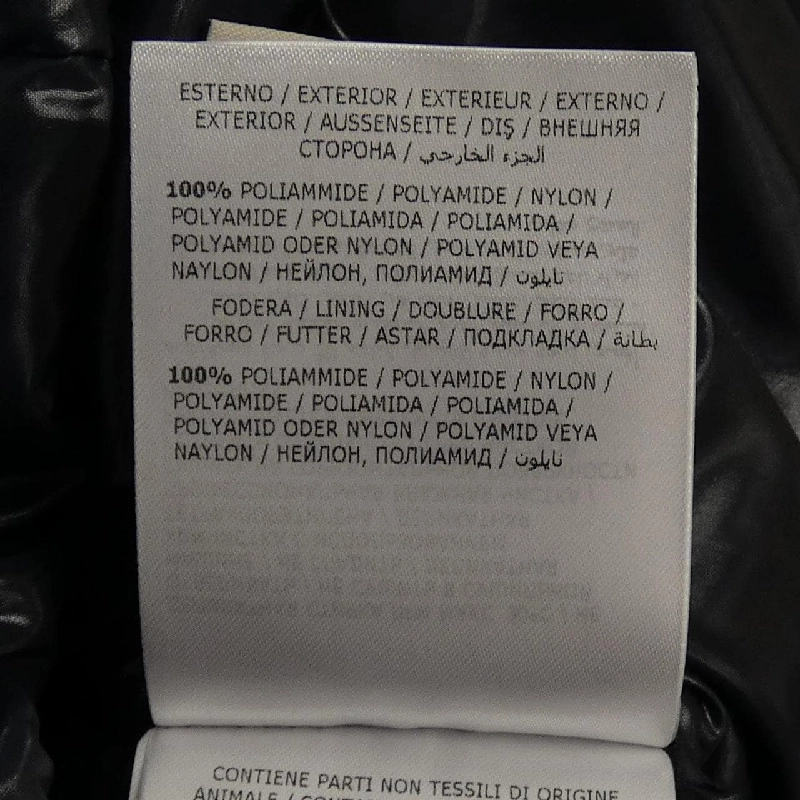 ESTERNO / EXTERIOR / EXTERIEUR / EXTERNO /
EXTERIOR / AUSSENSEITE / DIŞ / ВНЕШНЯЯ
СТОРОНА / الجزء الخارجي
100% POLIAMMIDE / POLYAMIDE / NYLON /
POLYAMIDE / POLIAMIDA / POLIAMIDA /
POLYAMID ODER NYLON / POLYAMID VEYA
NAYLON / НЕЙЛОН, ПОЛИАМИД / نايلون
FODERA / LINING / DOUBLURE / FORRO /
FORRO / FUTTER / ASTAR / ПОДКЛАДКА / بطانة
100% POLIAMMIDE / POLYAMIDE / NYLON /
POLYAMIDE / POLIAMIDA / POLIAMIDA /
POLYAMID ODER NYLON / POLYAMID VEYA
NAYLON / НЕЙЛОН, ПОЛИАМИД / نايلون
CONTIENE PARTI NON TESSILI DI ORIGINE
ANIMALE /